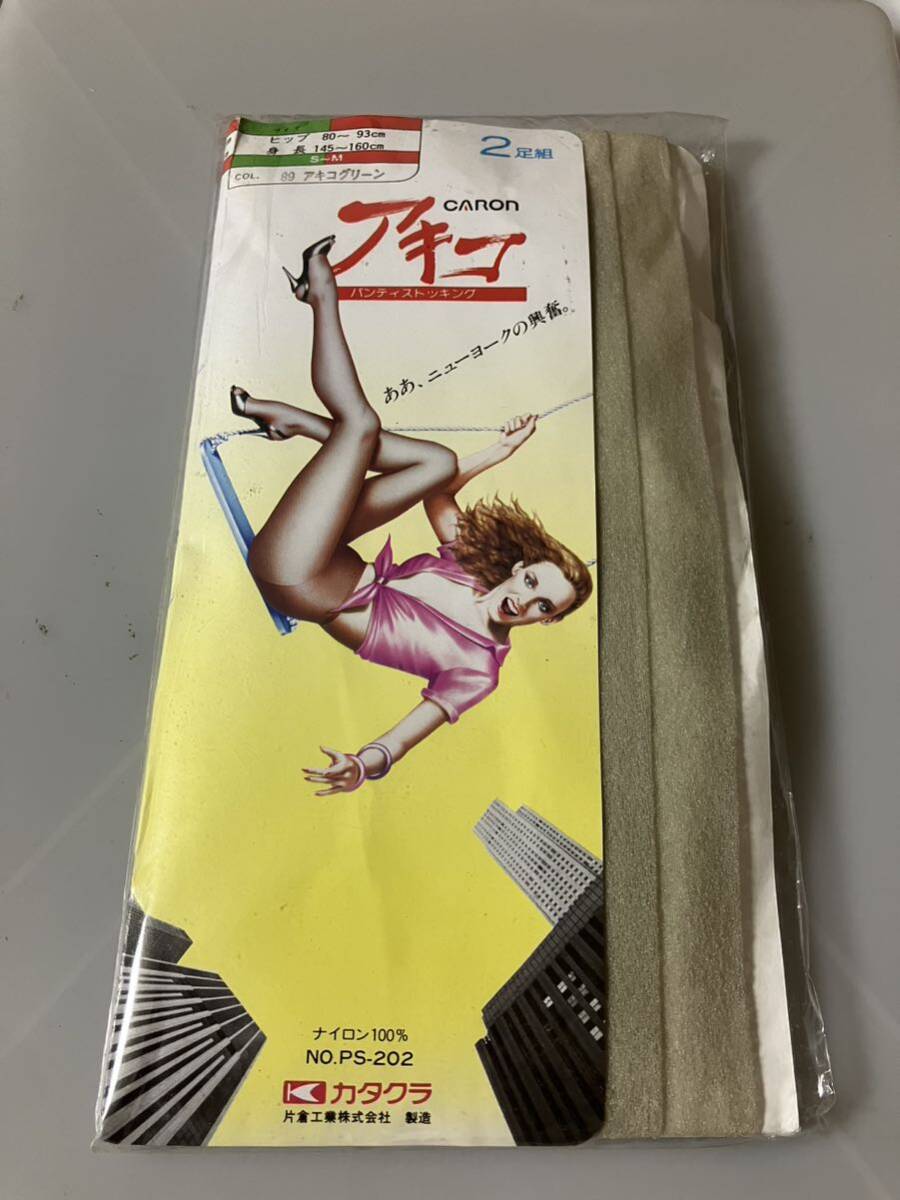 サイズ
ヒップ 80〜93cm
身長 145〜160cm
S〜M
COL. 89 アキコグリーン
2足組
CARON
アキコ
パンティストッキング
ああ、ニューヨークの興奮。
ナイロン100%
NO.PS-202
カタクラ
片倉工業株式会社 製造